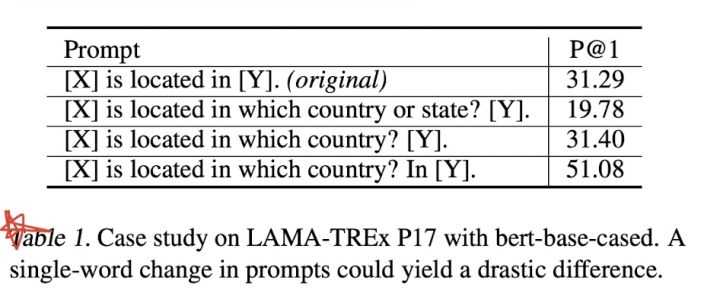 Prompt P@1
[X] is located in [Y]. (original) 31.29
[X] is located in which country or state? [Y]. 19.78
[X] is located in which country? [Y]. 31.40
[X] is located in which country? In [Y]. 51.08
Table 1. Case study on LAMA-TREx P17 with bert-base-cased. A
single-word change in prompts could yield a drastic difference.